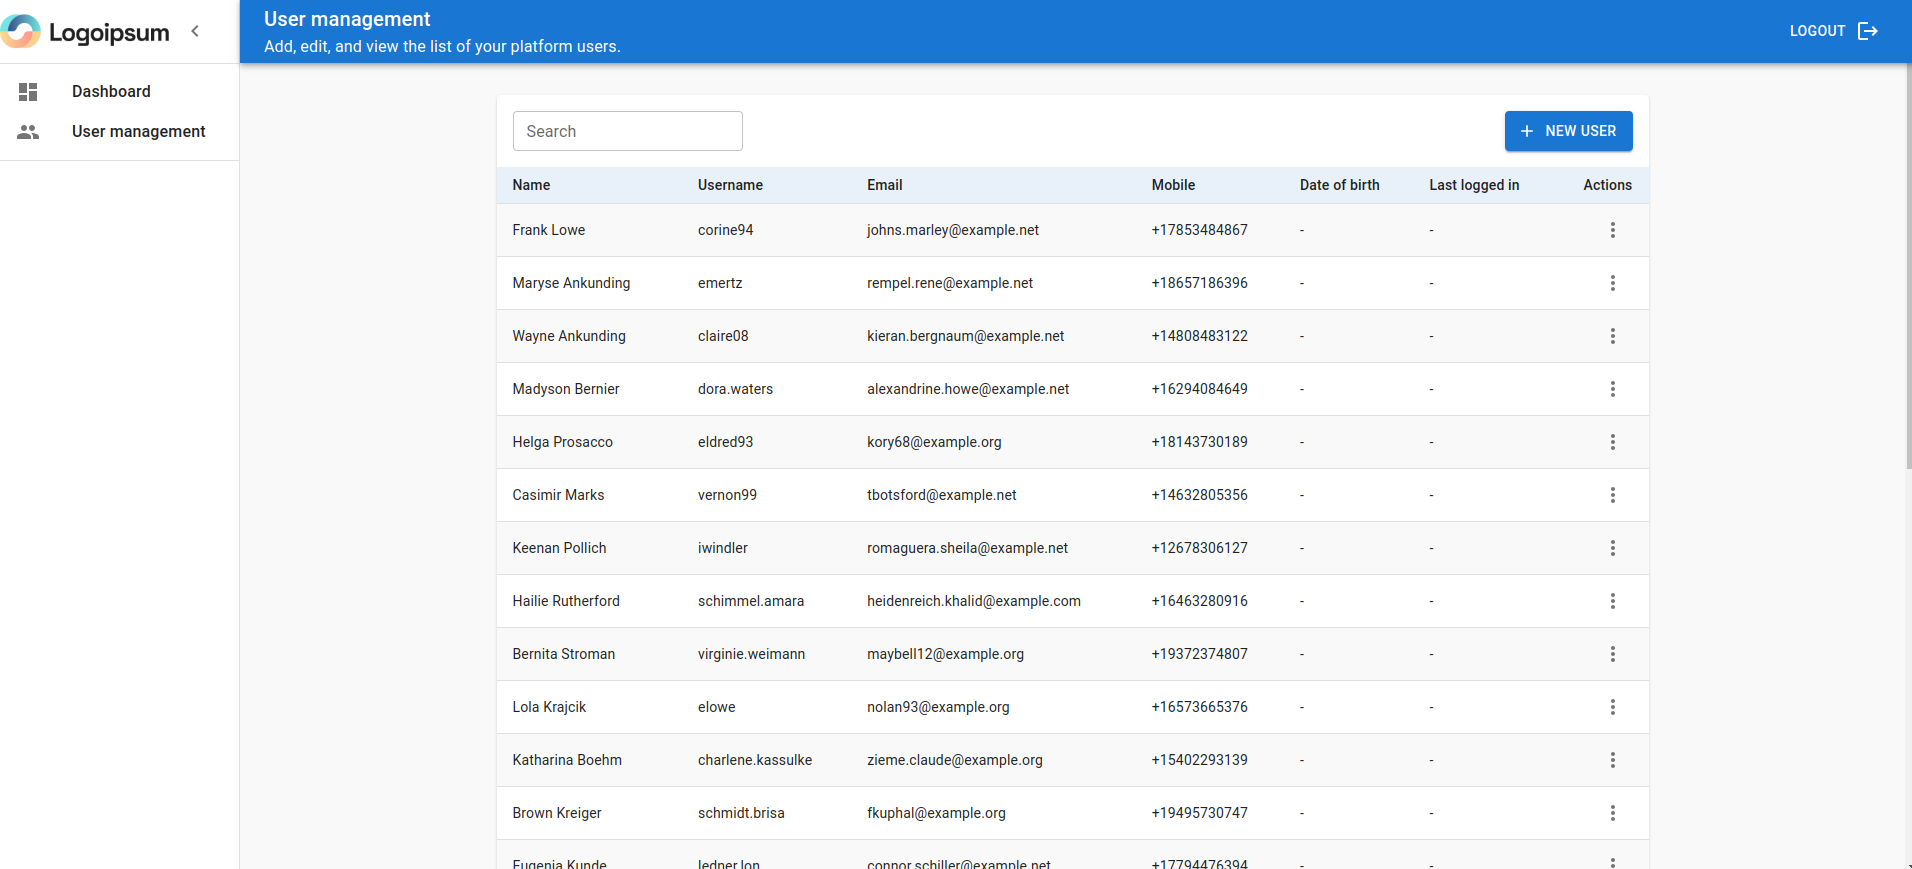 Logoipsum
User management
Add, edit, and view the list of your platform users.
LOGOUT
Dashboard
User management
Search
NEW USER
Name Username Email Mobile Date of birth Last logged in Actions
Frank Lowe corine94 johns.marley@example.net +17853484867 - -
Maryse Ankunding emertz rempel.rene@example.net +18657186396 - -
Wayne Ankunding claire08 kieran.bergnaum@example.net +14808483122 - -
Madyson Bernier dora.waters alexandrine.howe@example.net +16294084649 - -
Helga Prosacco eldred93 kory68@example.org +18143730189 - -
Casimir Marks vernon99 tbotsford@example.net +14632805356 - -
Keenan Pollich iwindler romaguera.sheila@example.net +12678306127 - -
Hailie Rutherford schimmel.amara heidenreich.khalid@example.com +16463280916 - -
Bernita Stroman virginie.weimann maybell12@example.org +19372374807 - -
Lola Krajcik elowe nolan93@example.org +16573665376 - -
Katharina Boehm charlene.kassulke zieme.claude@example.org +15402293139 - -
Brown Kreiger schmidt.brisa fkuphal@example.org +19495730747 - -
Eugenia Kunde ledner.lon connor.schiller@example.net +17794476394 - -